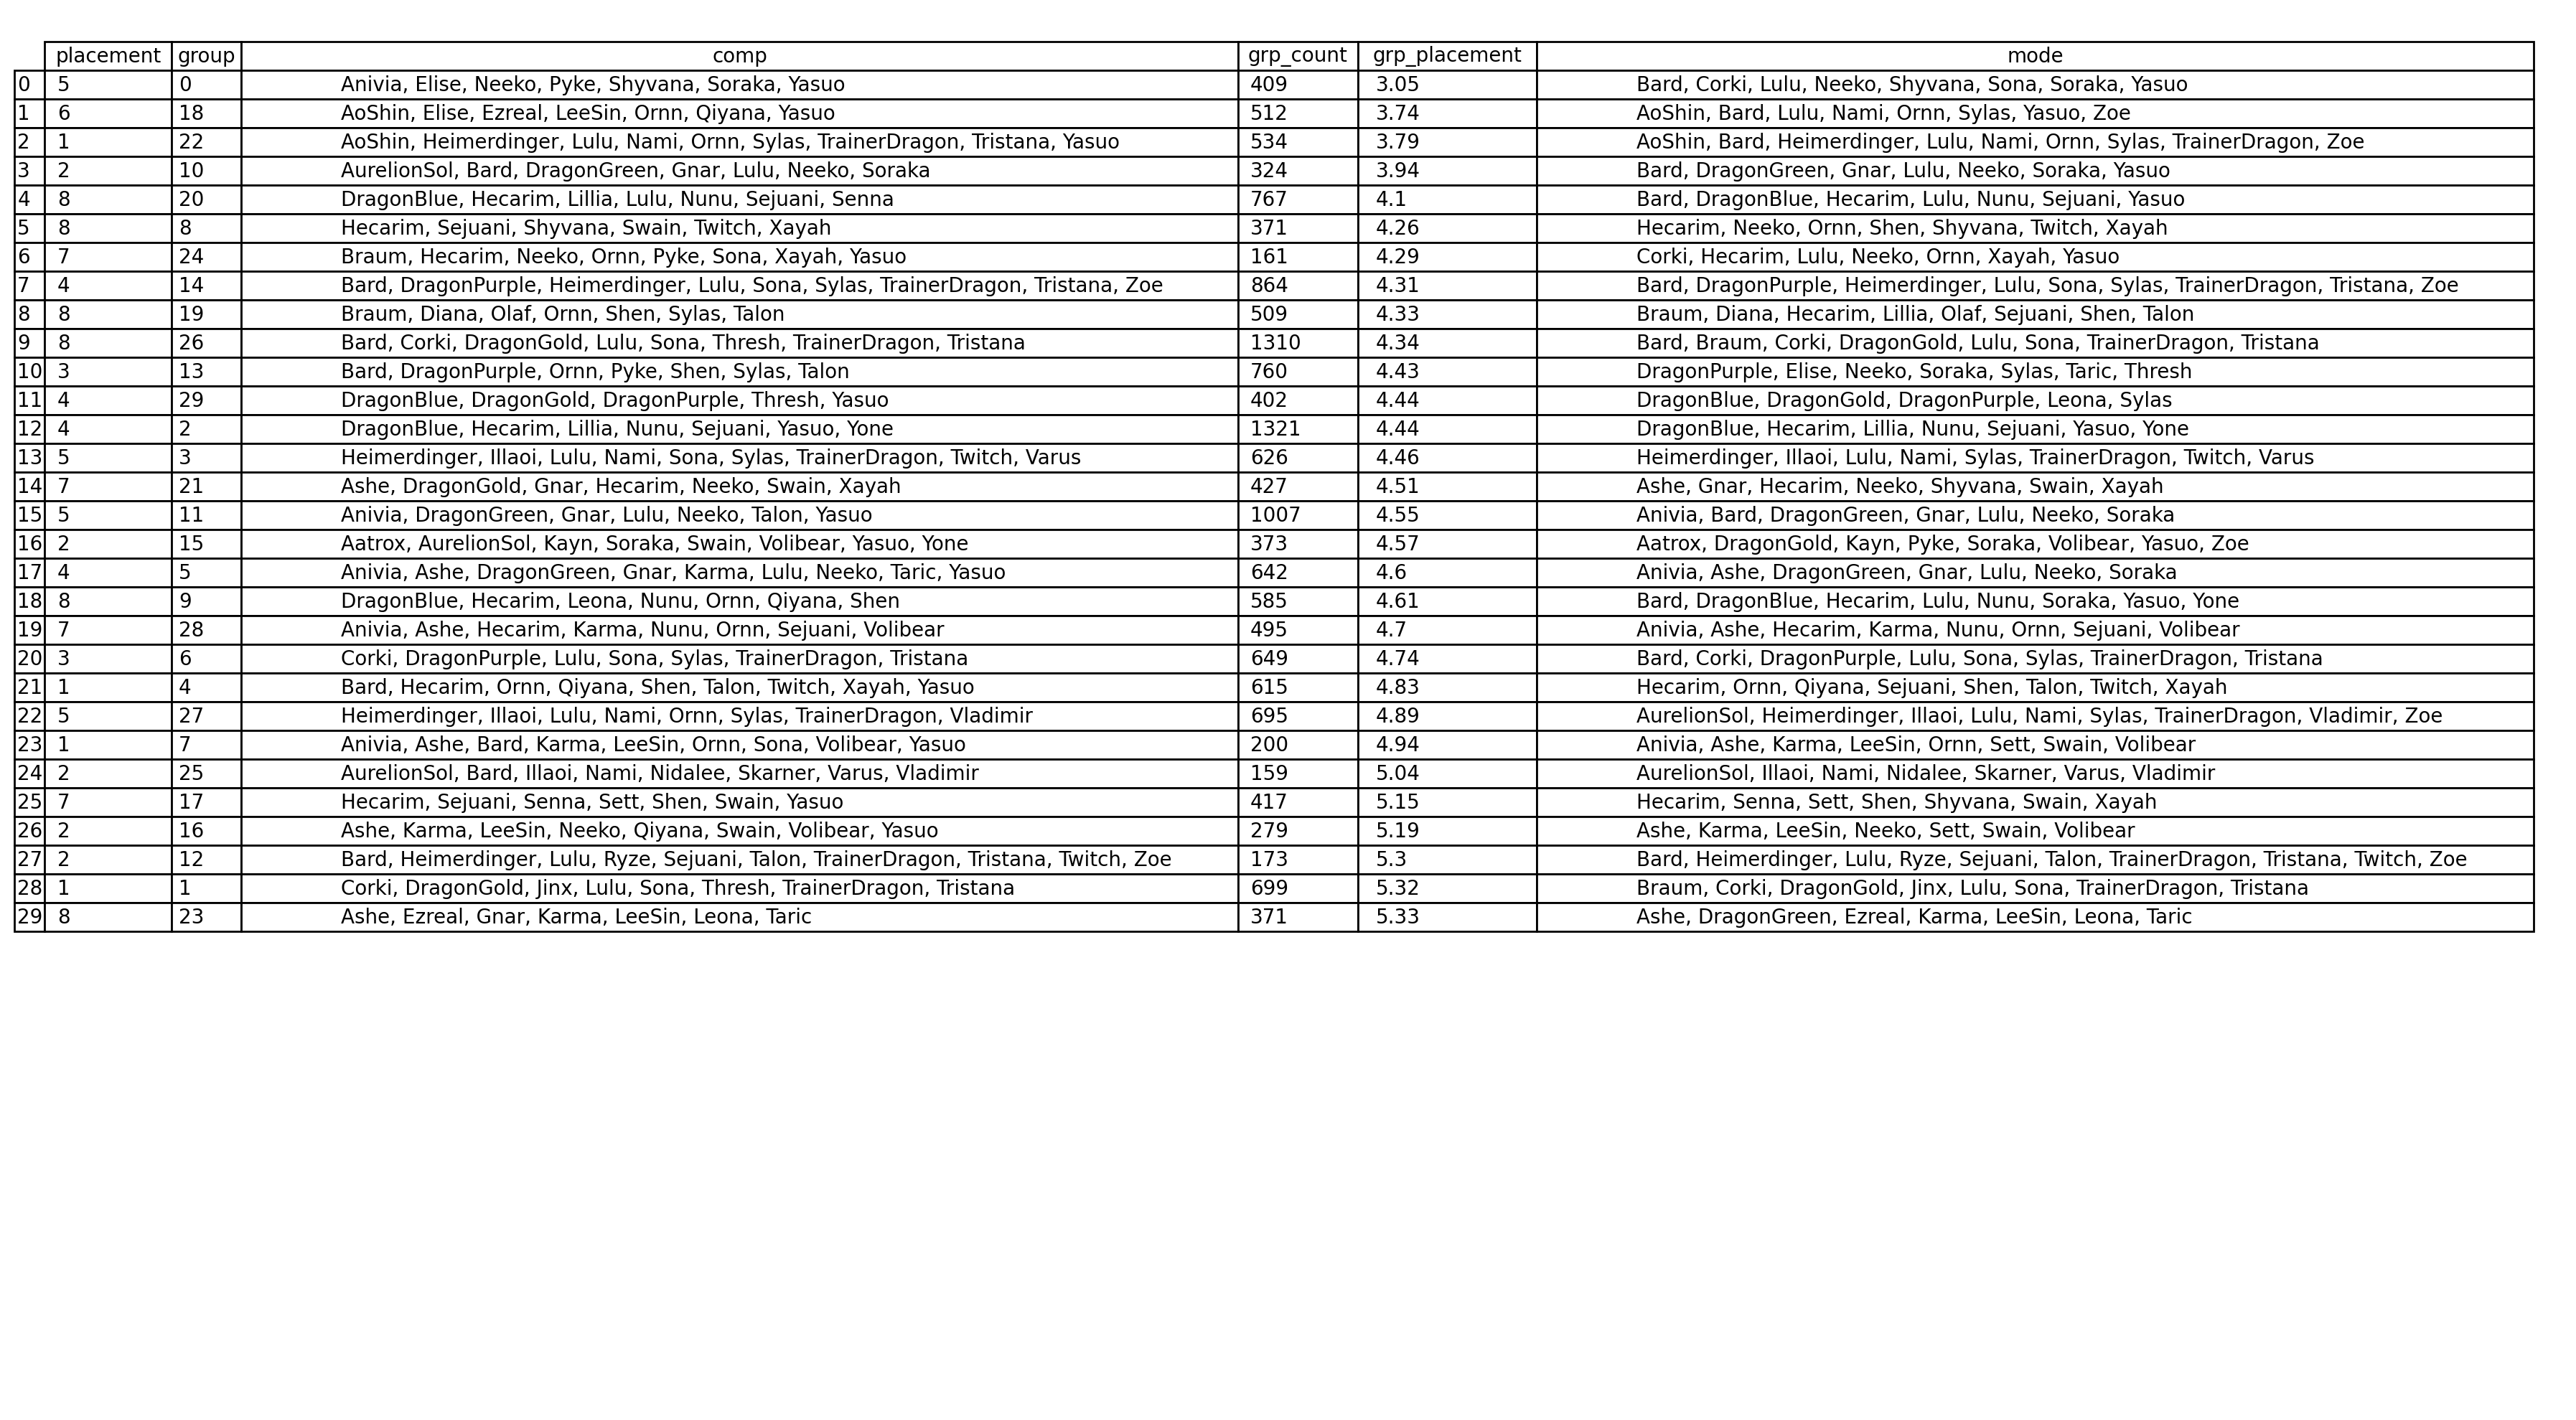 placement group comp grp_count grp_placement mode
0 5 0 Anivia, Elise, Neeko, Pyke, Shyvana, Soraka, Yasuo 409 3.05 Bard, Corki, Lulu, Neeko, Shyvana, Sona, Soraka, Yasuo
1 6 18 AoShin, Elise, Ezreal, LeeSin, Ornn, Qiyana, Yasuo 512 3.74 AoShin, Bard, Lulu, Nami, Ornn, Sylas, Yasuo, Zoe
2 1 22 AoShin, Heimerdinger, Lulu, Nami, Ornn, Sylas, TrainerDragon, Tristana, Yasuo 534 3.79 AoShin, Bard, Heimerdinger, Lulu, Nami, Ornn, Sylas, TrainerDragon, Zoe
3 2 10 AurelionSol, Bard, DragonGreen, Gnar, Lulu, Neeko, Soraka 324 3.94 Bard, DragonGreen, Gnar, Lulu, Neeko, Soraka, Yasuo
4 8 20 DragonBlue, Hecarim, Lillia, Lulu, Nunu, Sejuani, Senna 767 4.1 Bard, DragonBlue, Hecarim, Lulu, Nunu, Sejuani, Yasuo
5 8 8 Hecarim, Sejuani, Shyvana, Swain, Twitch, Xayah 371 4.26 Hecarim, Neeko, Ornn, Shen, Shyvana, Twitch, Xayah
6 7 24 Braum, Hecarim, Neeko, Ornn, Pyke, Sona, Xayah, Yasuo 161 4.29 Corki, Hecarim, Lulu, Neeko, Ornn, Xayah, Yasuo
7 4 14 Bard, DragonPurple, Heimerdinger, Lulu, Sona, Sylas, TrainerDragon, Tristana, Zoe 864 4.31 Bard, DragonPurple, Heimerdinger, Lulu, Sona, Sylas, TrainerDragon, Tristana, Zoe
8 8 19 Braum, Diana, Olaf, Ornn, Shen, Sylas, Talon 509 4.33 Braum, Diana, Hecarim, Lillia, Olaf, Sejuani, Shen, Talon
9 8 26 Bard, Corki, DragonGold, Lulu, Sona, Thresh, TrainerDragon, Tristana 1310 4.34 Bard, Braum, Corki, DragonGold, Lulu, Sona, TrainerDragon, Tristana
10 3 13 Bard, DragonPurple, Ornn, Pyke, Shen, Sylas, Talon 760 4.43 DragonPurple, Elise, Neeko, Soraka, Sylas, Taric, Thresh
11 4 29 DragonBlue, DragonGold, DragonPurple, Thresh, Yasuo 402 4.44 DragonBlue, DragonGold, DragonPurple, Leona, Sylas
12 4 2 DragonBlue, Hecarim, Lillia, Nunu, Sejuani, Yasuo, Yone 1321 4.44 DragonBlue, Hecarim, Lillia, Nunu, Sejuani, Yasuo, Yone
13 5 3 Heimerdinger, Illaoi, Lulu, Nami, Sona, Sylas, TrainerDragon, Twitch, Varus 626 4.46 Heimerdinger, Illaoi, Lulu, Nami, Sylas, TrainerDragon, Twitch, Varus
14 7 21 Ashe, DragonGold, Gnar, Hecarim, Neeko, Swain, Xayah 427 4.51 Ashe, Gnar, Hecarim, Neeko, Shyvana, Swain, Xayah
15 5 11 Anivia, DragonGreen, Gnar, Lulu, Neeko, Talon, Yasuo 1007 4.55 Anivia, Bard, DragonGreen, Gnar, Lulu, Neeko, Soraka
16 2 15 Aatrox, AurelionSol, Kayn, Soraka, Swain, Volibear, Yasuo, Yone 373 4.57 Aatrox, DragonGold, Kayn, Pyke, Soraka, Volibear, Yasuo, Zoe
17 4 5 Anivia, Ashe, DragonGreen, Gnar, Karma, Lulu, Neeko, Taric, Yasuo 642 4.6 Anivia, Ashe, DragonGreen, Gnar, Lulu, Neeko, Soraka
18 8 9 DragonBlue, Hecarim, Leona, Nunu, Ornn, Qiyana, Shen 585 4.61 Bard, DragonBlue, Hecarim, Lulu, Nunu, Soraka, Yasuo, Yone
19 7 28 Anivia, Ashe, Hecarim, Karma, Nunu, Ornn, Sejuani, Volibear 495 4.7 Anivia, Ashe, Hecarim, Karma, Nunu, Ornn, Sejuani, Volibear
20 3 6 Corki, DragonPurple, Lulu, Sona, Sylas, TrainerDragon, Tristana 649 4.74 Bard, Corki, DragonPurple, Lulu, Sona, Sylas, TrainerDragon, Tristana
21 1 4 Bard, Hecarim, Ornn, Qiyana, Shen, Talon, Twitch, Xayah, Yasuo 615 4.83 Hecarim, Ornn, Qiyana, Sejuani, Shen, Talon, Twitch, Xayah
22 5 27 Heimerdinger, Illaoi, Lulu, Nami, Ornn, Sylas, TrainerDragon, Vladimir 695 4.89 AurelionSol, Heimerdinger, Illaoi, Lulu, Nami, Sylas, TrainerDragon, Vladimir, Zoe
23 1 7 Anivia, Ashe, Bard, Karma, LeeSin, Ornn, Sona, Volibear, Yasuo 200 4.94 Anivia, Ashe, Karma, LeeSin, Ornn, Sett, Swain, Volibear
24 2 25 AurelionSol, Bard, Illaoi, Nami, Nidalee, Skarner, Varus, Vladimir 159 5.04 AurelionSol, Illaoi, Nami, Nidalee, Skarner, Varus, Vladimir
25 7 17 Hecarim, Sejuani, Senna, Sett, Shen, Swain, Yasuo 417 5.15 Hecarim, Senna, Sett, Shen, Shyvana, Swain, Xayah
26 2 16 Ashe, Karma, LeeSin, Neeko, Qiyana, Swain, Volibear, Yasuo 279 5.19 Ashe, Karma, LeeSin, Neeko, Sett, Swain, Volibear
27 2 12 Bard, Heimerdinger, Lulu, Ryze, Sejuani, Talon, TrainerDragon, Tristana, Twitch, Zoe 173 5.3 Bard, Heimerdinger, Lulu, Ryze, Sejuani, Talon, TrainerDragon, Tristana, Twitch, Zoe
28 1 1 Corki, DragonGold, Jinx, Lulu, Sona, Thresh, TrainerDragon, Tristana 699 5.32 Braum, Corki, DragonGold, Jinx, Lulu, Sona, TrainerDragon, Tristana
29 8 23 Ashe, Ezreal, Gnar, Karma, LeeSin, Leona, Taric 371 5.33 Ashe, DragonGreen, Ezreal, Karma, LeeSin, Leona, Taric